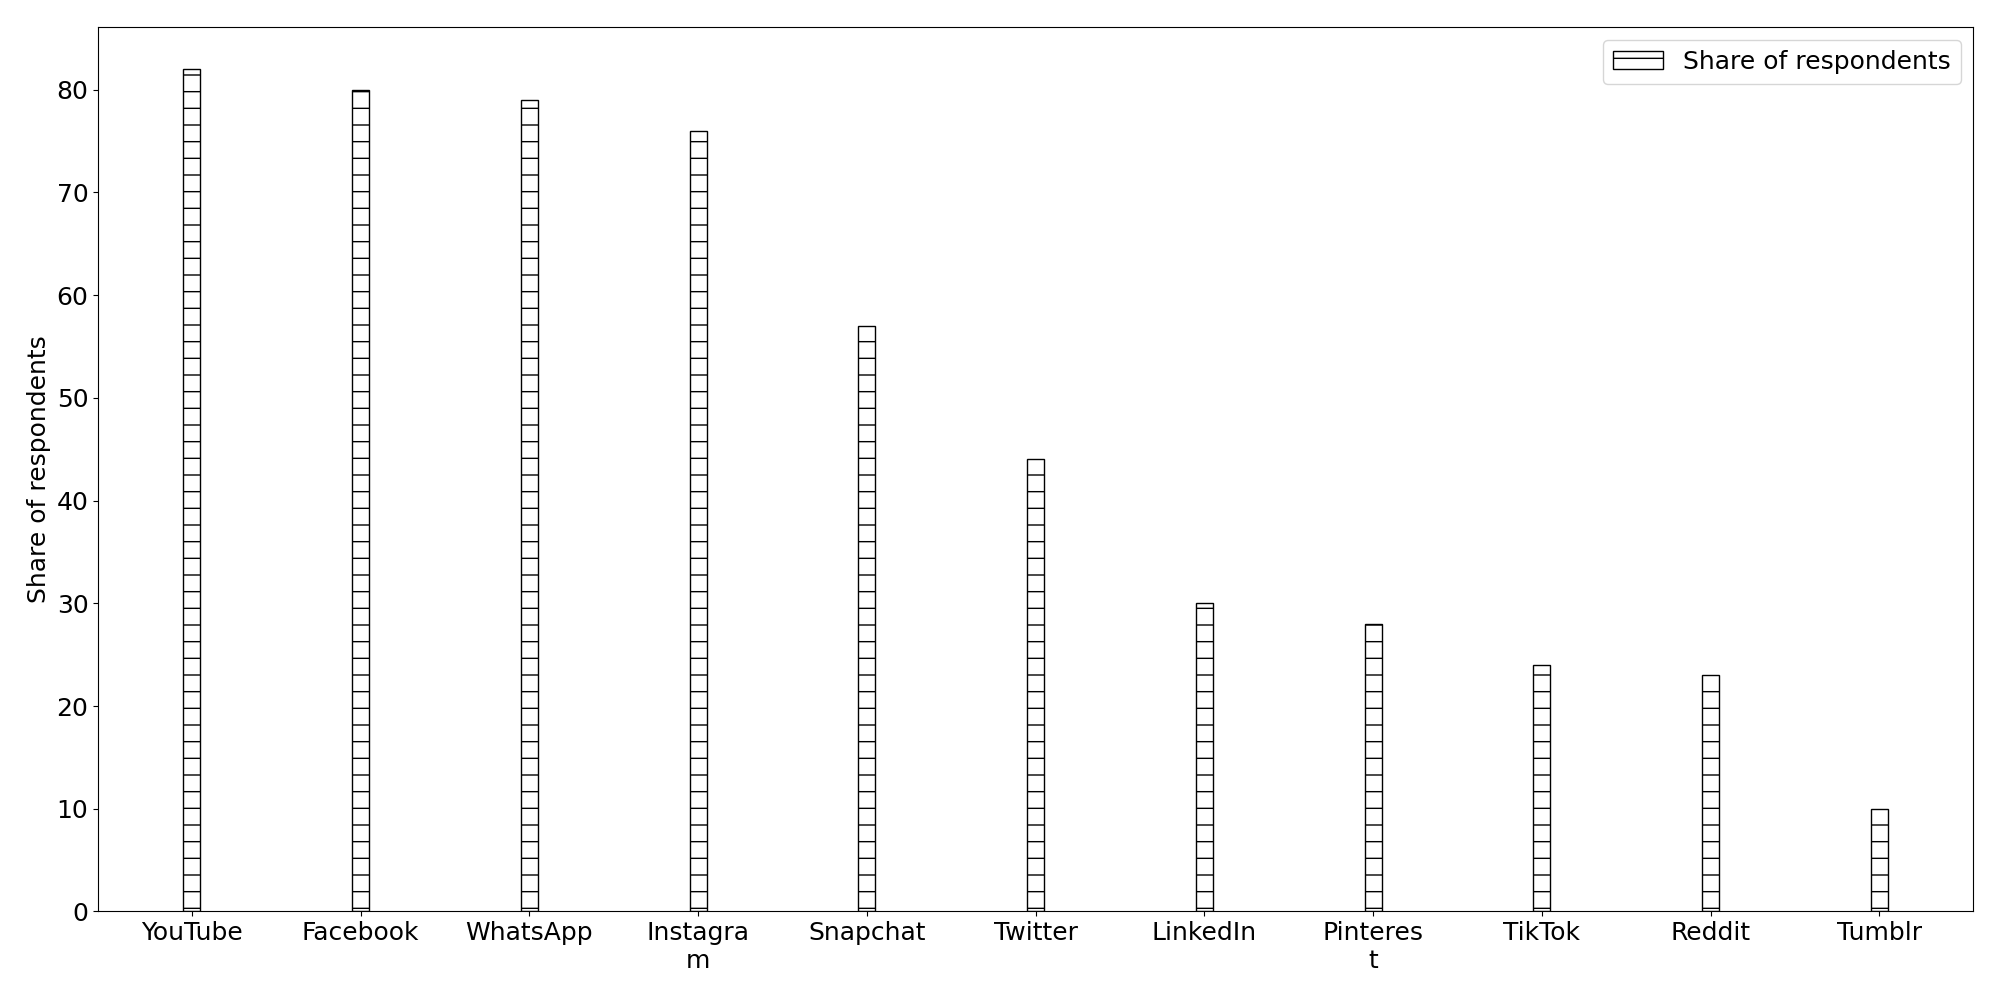 Share of respondents
80
70
60
50
40
30
20
10
0
Share of respondents
YouTube
Facebook
WhatsApp
Instagra
m
Snapchat
Twitter
LinkedIn
Pinteres
t
TikTok
Reddit
Tumblr